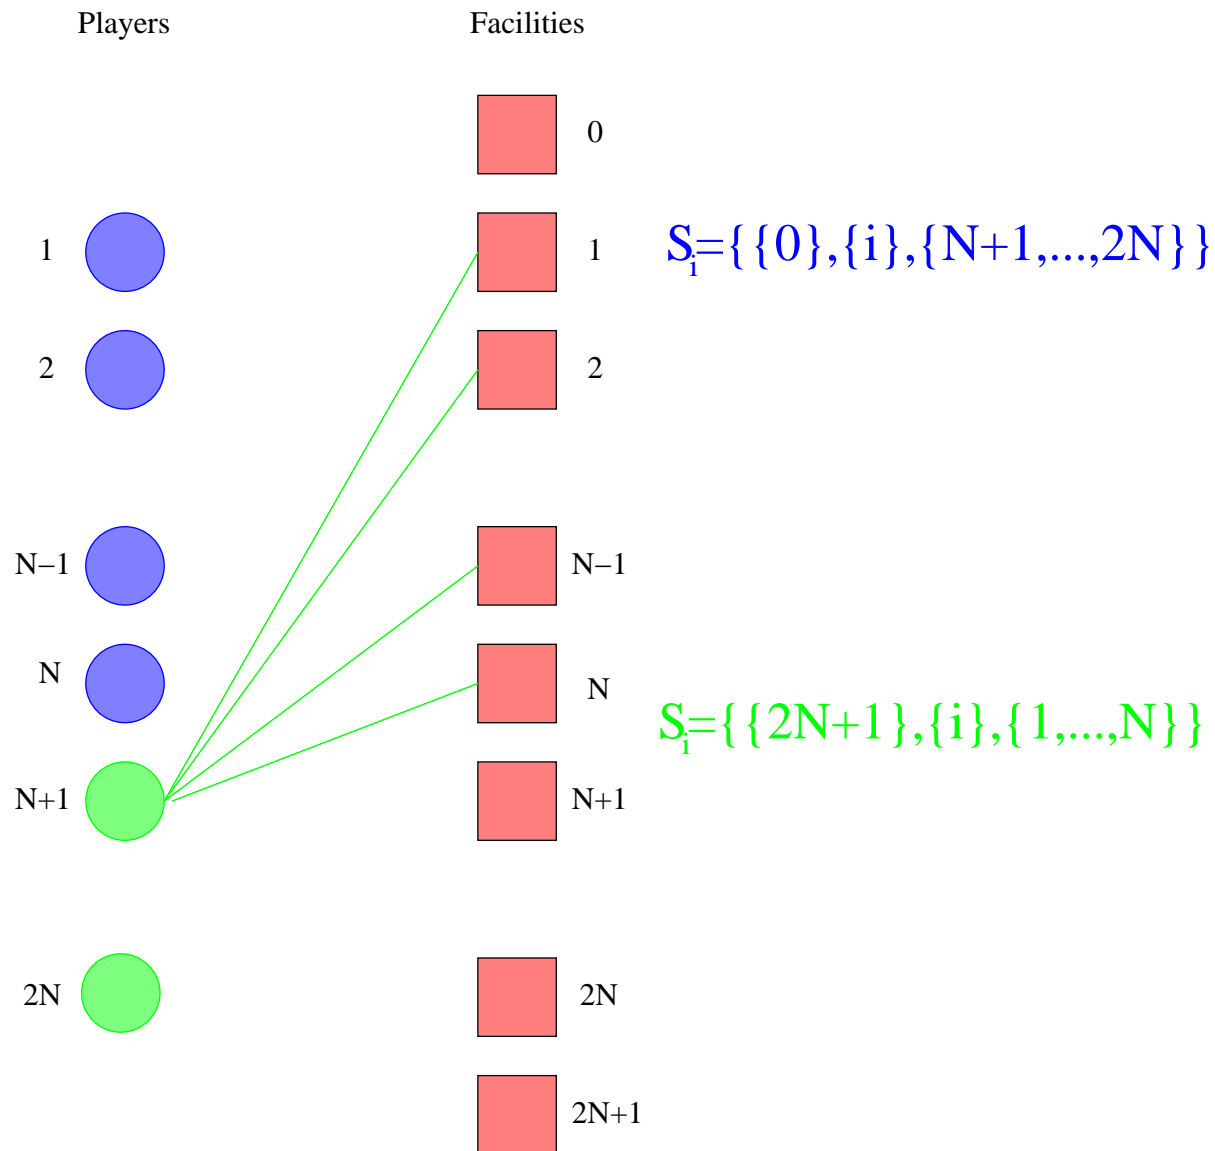 Players Facilities
0
1 1 S_i={{0},{i},{N+1,...,2N}}
2 2
N−1 N−1
N N
S_i={{2N+1},{i},{1,...,N}}
N+1 N+1
2N 2N
2N+1